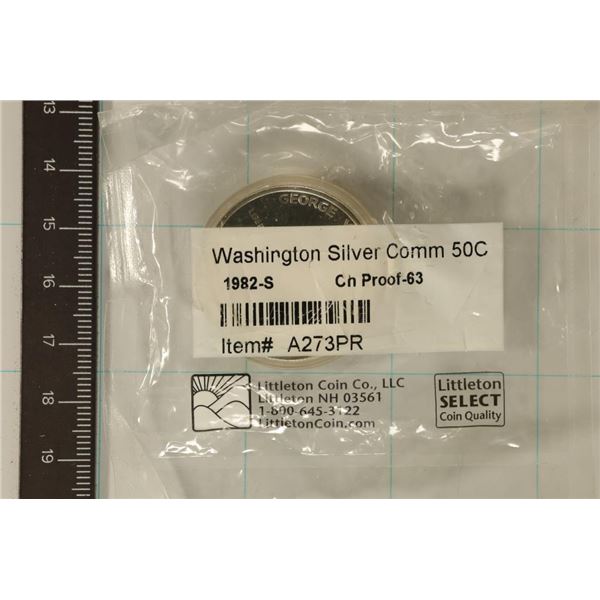 13
14
15
16
17
18
19
GEORGE
Washington Silver Comm 50C
1982-S Ch Proof-63
Item# A273PR
Littleton Coin Co., LLC
Littleton NH 03561
1-800-645-3122
LittletonCoin.com
Littleton
SELECT
Coin Quality